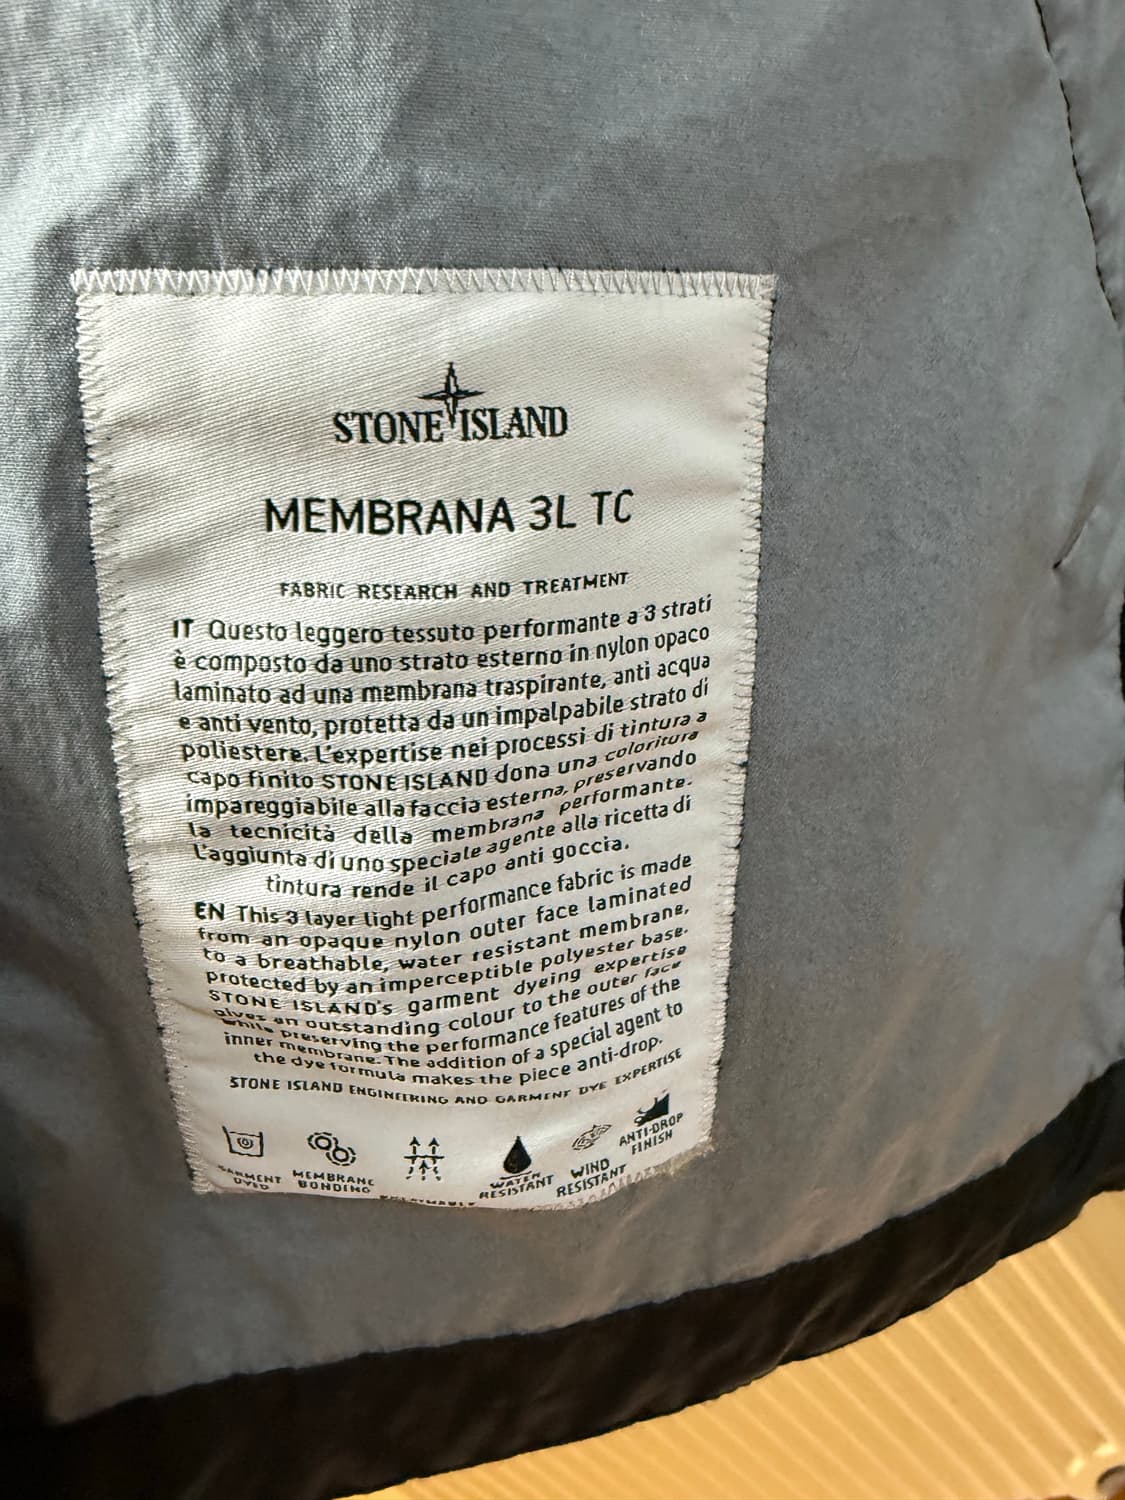 STONE ISLAND
MEMBRANA 3L TC
FABRIC RESEARCH AND TREATMENT
IT Questo leggero tessuto performante a 3 strati
è composto da uno strato esterno in nylon opaco
laminato ad una membrana traspirante, anti acqua
e anti vento, protetta da un impalpabile strato di
poliestere. L'expertise nei processi di tintura a
capo finito STONE ISLAND dona una coloritura
impareggiabile alla faccia esterna, preservando
la tecnicità della membrana performante.
L'aggiunta di uno speciale agente alla ricetta di
tintura rende il capo anti goccia.
EN This 3 layer light performance fabric is made
from an opaque nylon outer face laminated
to a breathable, water resistant membrane,
protected by an imperceptible polyester base.
STONE ISLAND's garment dyeing expertise
gives an outstanding colour to the outer face
while preserving the performance features of the
inner membrane. The addition of a special agent to
the dye formula makes the piece anti-drop.
STONE ISLAND ENGINEERING AND GARMENT DYE EXPERTISE
GARMENT
DYED
MEMBRANE
BONDING
WATER
RESISTANT
WIND
RESISTANT
ANTI-DROP
FINISH